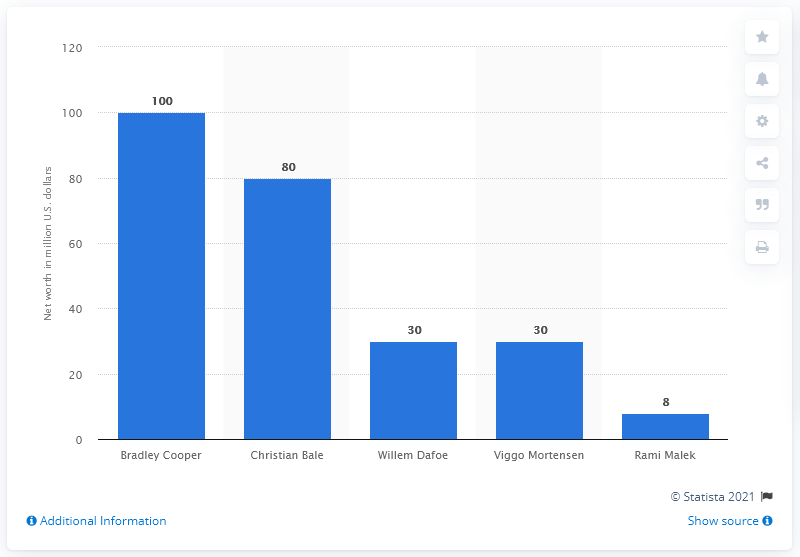 120
100
80
60
40
20
0
Net worth in million U.S. dollars
100
80
30
30
8
Bradley Cooper
Christian Bale
Willem Dafoe
Viggo Mortensen
Rami Malek
© Statista 2021
Additional Information
Show source